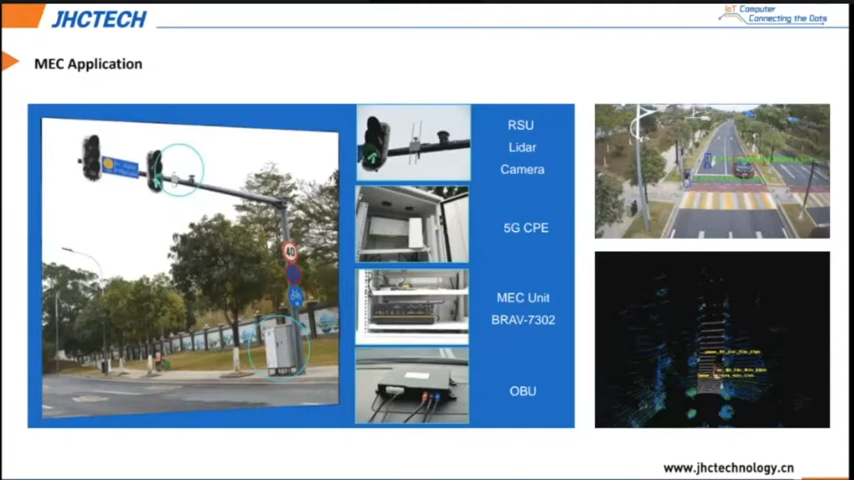 JHCTECH
IoT Computer
Connecting the Dots
MEC Application
40
RSU
Lidar
Camera
5G CPE
MEC Unit
BRAV-7302
OBU
www.jhctechnology.cn